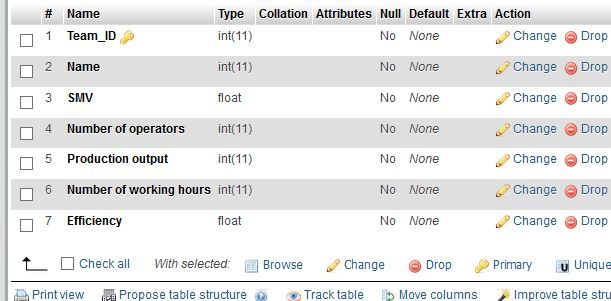 # Name Type Collation Attributes Null Default Extra Action
1 Team_ID int(11) No None Change Drop
2 Name int(11) No None Change Drop
3 SMV float No None Change Drop
4 Number of operators int(11) No None Change Drop
5 Production output int(11) No None Change Drop
6 Number of working hours int(11) No None Change Drop
7 Efficiency float No None Change Drop
Check all With selected: Browse Change Drop Primary U Unique
Print view Propose table structure Track table Move columns Improve table stru